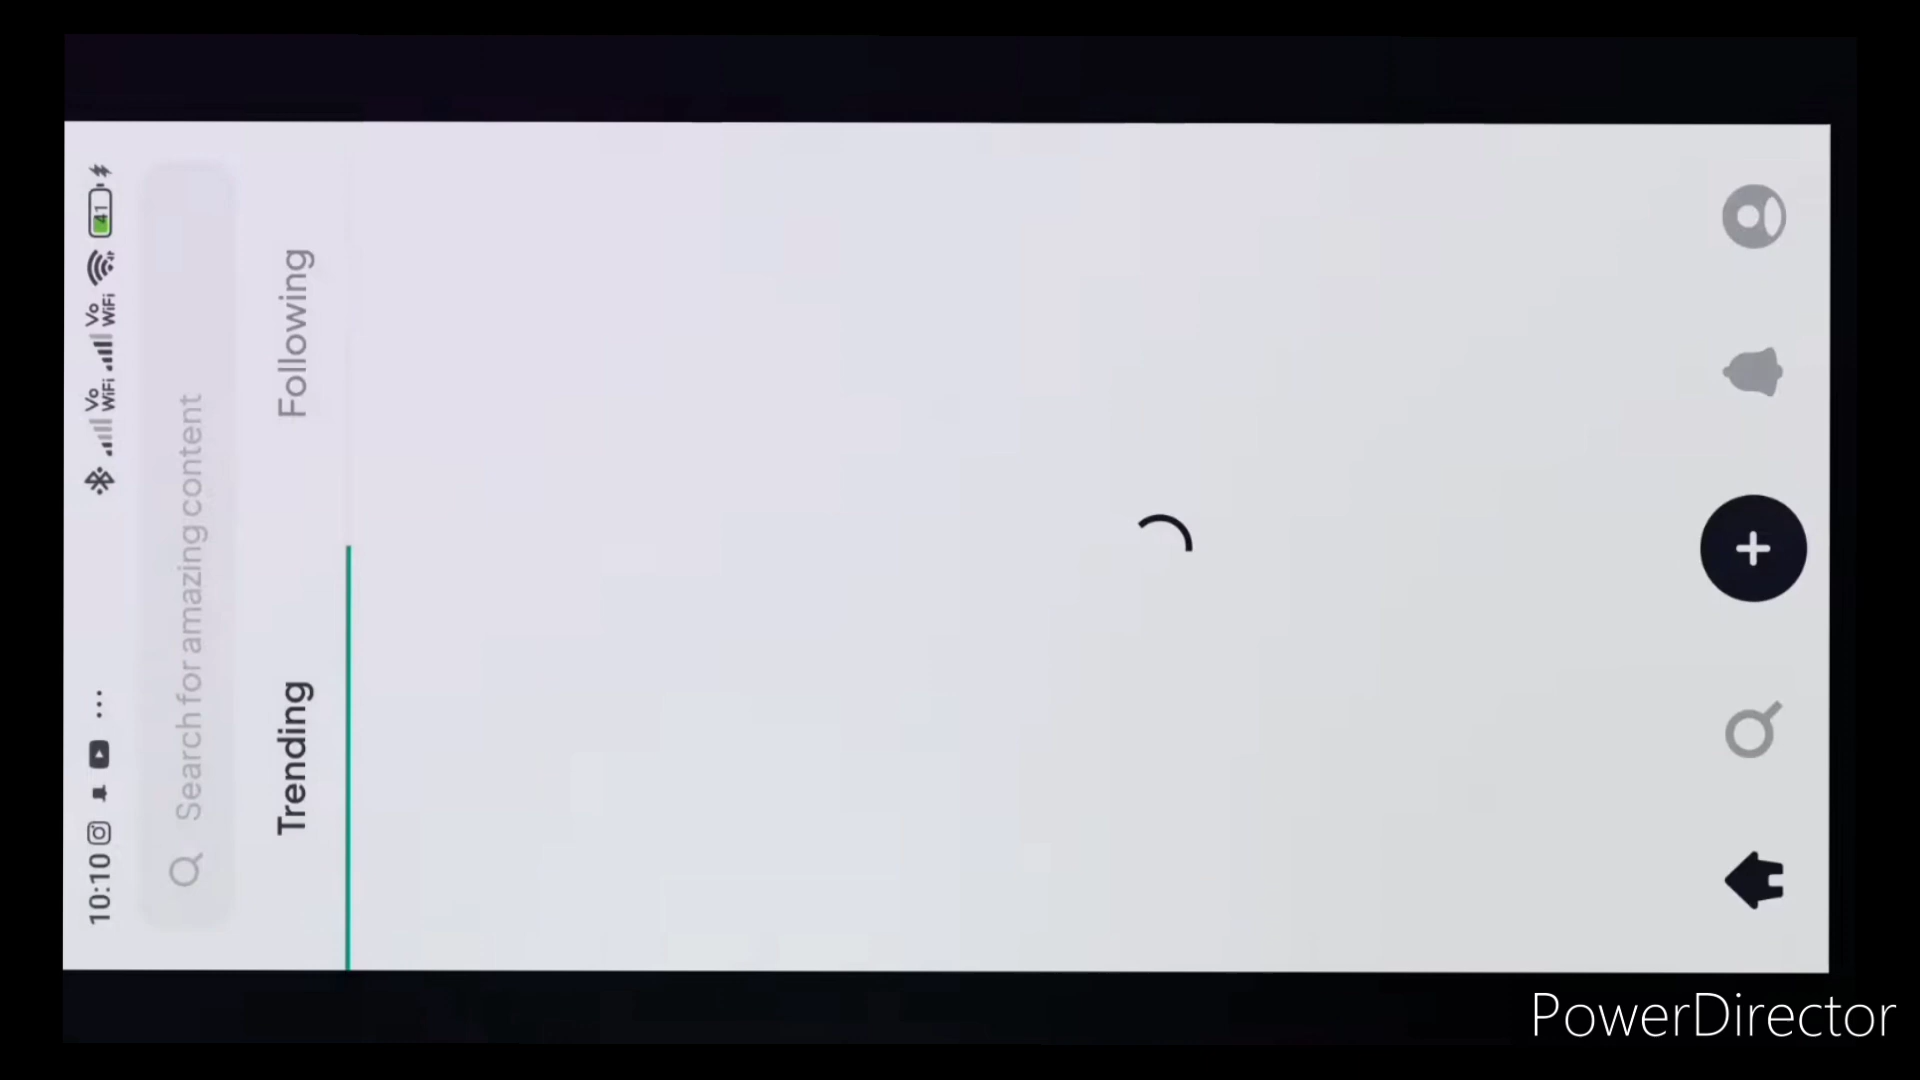 10:10
Vo
WiFi
Vo
WiFi
41
Search for amazing content
Trending
Following
PowerDirector